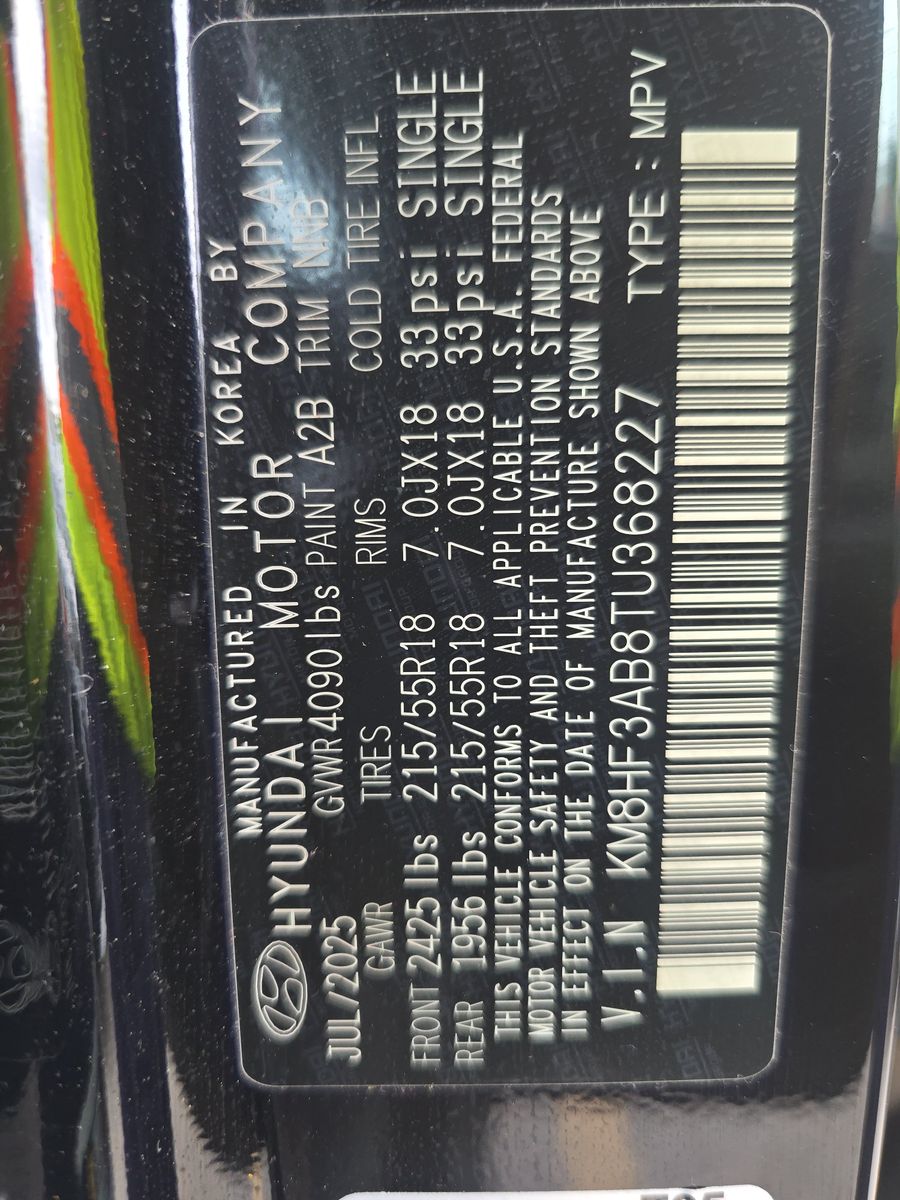 MANUFACTURED IN KOREA BY
HYUNDAI MOTOR COMPANY
JUL/2025 GVWR4090lbs PAINT A2B TRIM NNB
GAWR TIRES RIMS COLD TIRE INFL
FRONT 2425lbs 215/55R18 7.0JX18 33psi SINGLE
REAR 1956lbs 215/55R18 7.0JX18 33psi SINGLE
THIS VEHICLE CONFORMS TO ALL APPLICABLE U.S.A. FEDERAL
MOTOR VEHICLE SAFETY AND THEFT PREVENTION STANDARDS
IN EFFECT ON THE DATE OF MANUFACTURE SHOWN ABOVE
V.I.N KM8HF3AB8TU368227 TYPE : MPV